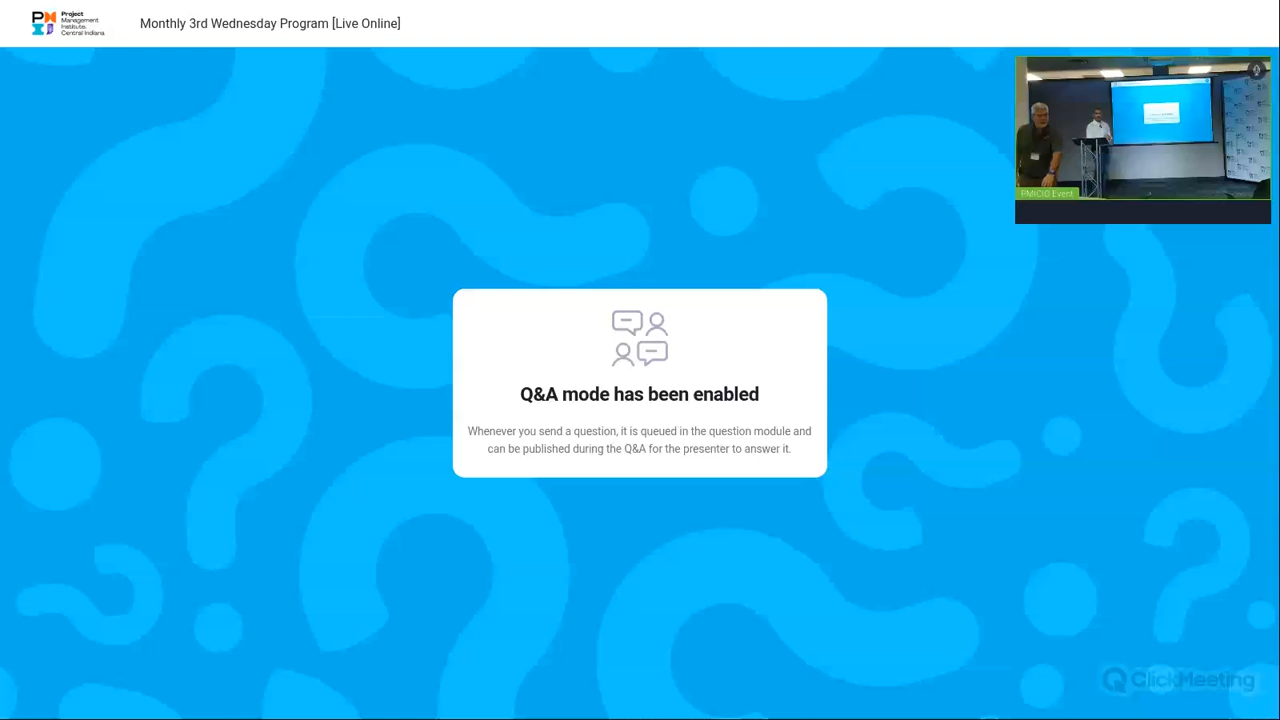 Project
Management
Institute.
Central Indiana
Monthly 3rd Wednesday Program [Live Online]
PMICIC Event
Q&A mode has been enabled
Whenever you send a question, it is queued in the question module and
can be published during the Q&A for the presenter to answer it.
ClickMeeting